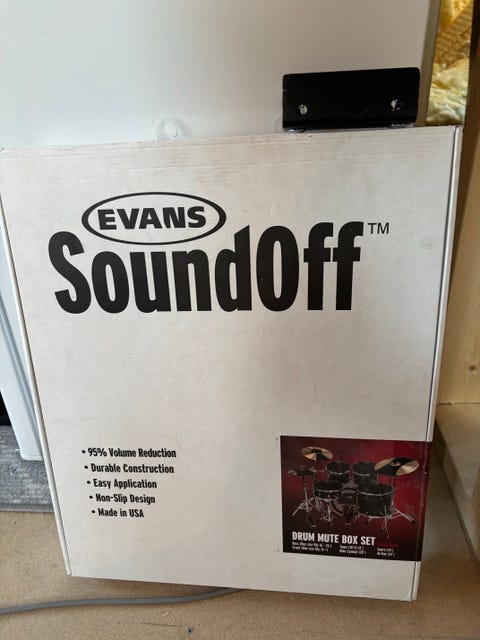 EVANS
SoundOff™
• 95% Volume Reduction
• Durable Construction
• Easy Application
• Non-Slip Design
• Made in USA
DRUM MUTE BOX SET